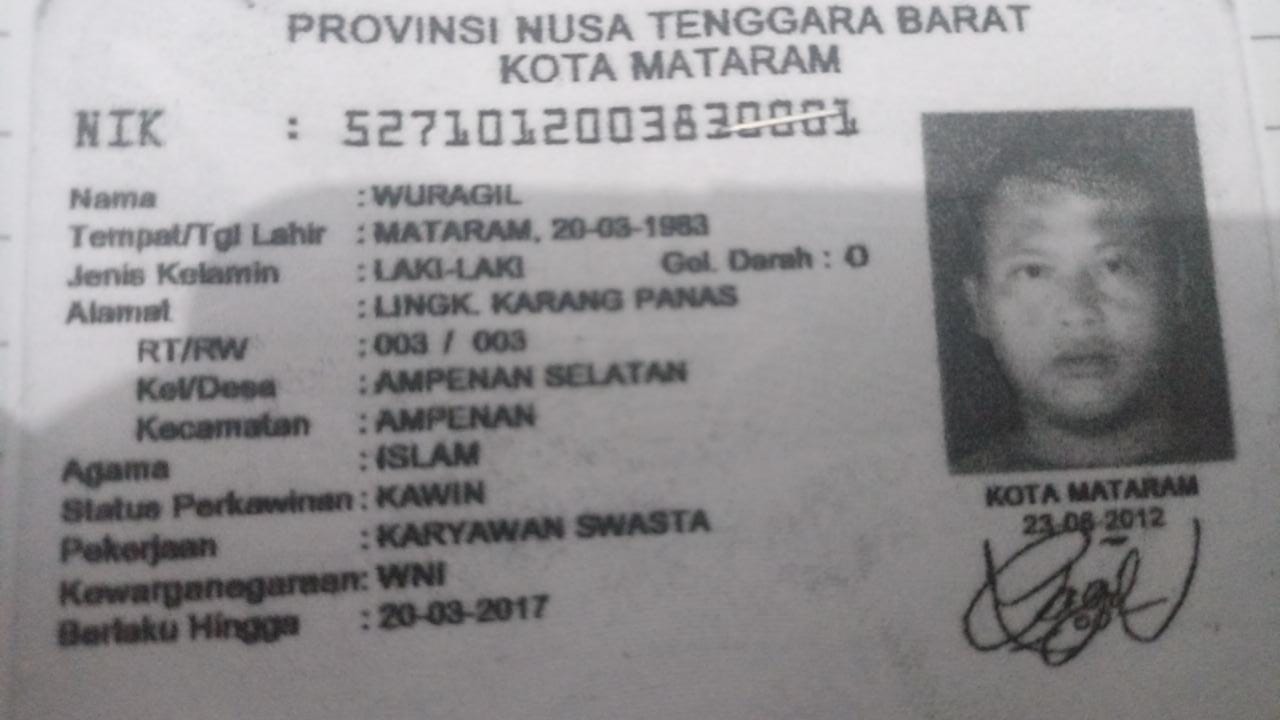 PROVINSI NUSA TENGGARA BARAT
KOTA MATARAM
NIK : 5271012003830001
Nama : WURAGIL
Tempat/Tgl Lahir : MATARAM, 20-03-1983
Jenis Kelamin : LAKI-LAKI Gol. Darah : O
Alamat : LINGK. KARANG PANAS
RT/RW : 003 / 003
Kel/Desa : AMPENAN SELATAN
Kecamatan : AMPENAN
Agama : ISLAM
Status Perkawinan : KAWIN
Pekerjaan : KARYAWAN SWASTA
Kewarganegaraan : WNI
Berlaku Hingga : 20-03-2017
KOTA MATARAM
23-08-2012